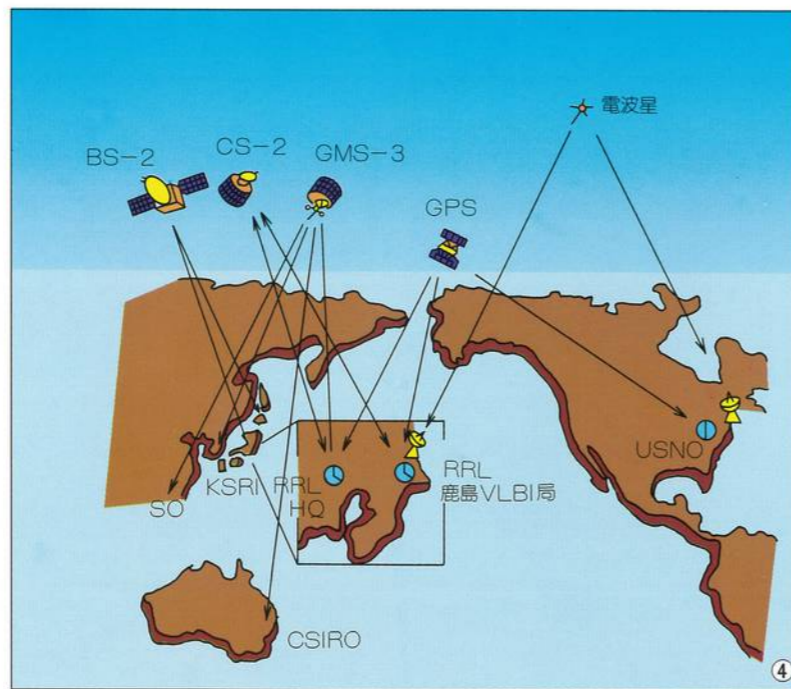 電波星
BS-2
CS-2
GMS-3
GPS
USNO
KSRI
RRL
HQ
RRL
鹿島VLBI局
SO
CSIRO
④